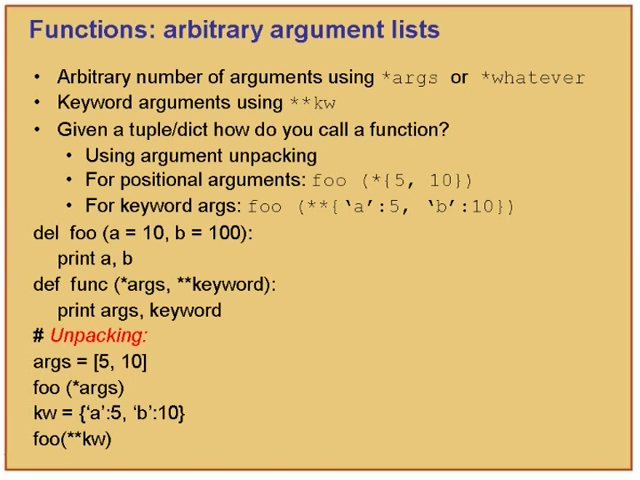 Functions: arbitrary argument lists
• Arbitrary number of arguments using *args or *whatever
• Keyword arguments using **kw
• Given a tuple/dict how do you call a function?
• Using argument unpacking
• For positional arguments: foo (*{5, 10})
• For keyword args: foo (**{‘a’:5, ‘b’:10})
del foo (a = 10, b = 100):
print a, b
def func (*args, **keyword):
print args, keyword
# Unpacking:
args = [5, 10]
foo (*args)
kw = {‘a’:5, ‘b’:10}
foo(**kw)